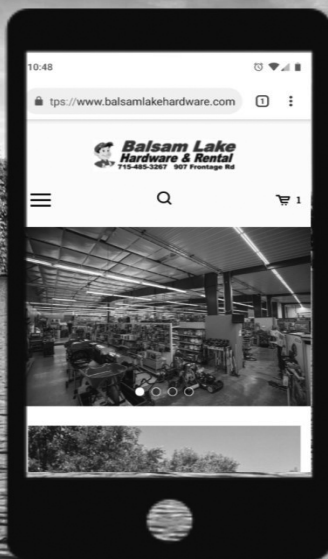 10:48
tps://www.balsamlakehardware.com
1
Balsam Lake
Hardware & Rental
715-485-3267 907 Frontage Rd
1